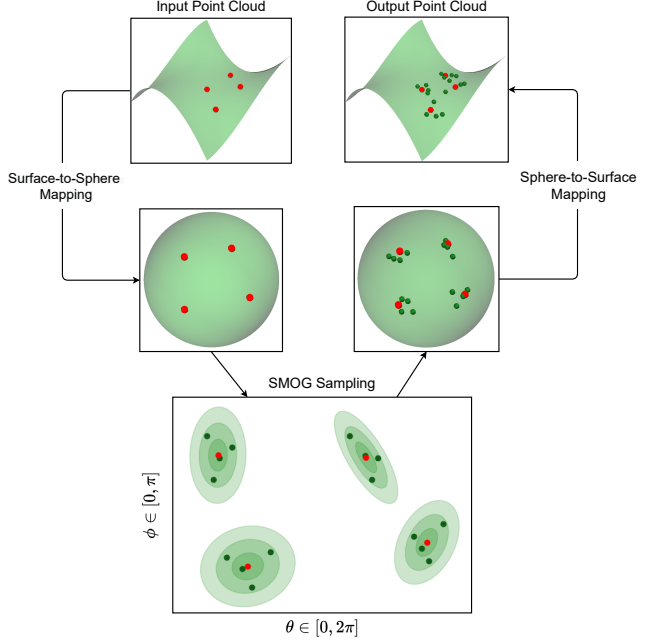 Input Point Cloud
Output Point Cloud
Surface-to-Sphere
Mapping
Sphere-to-Surface
Mapping
SMOG Sampling
ϕ ∈ [0, π]
θ ∈ [0, 2π]